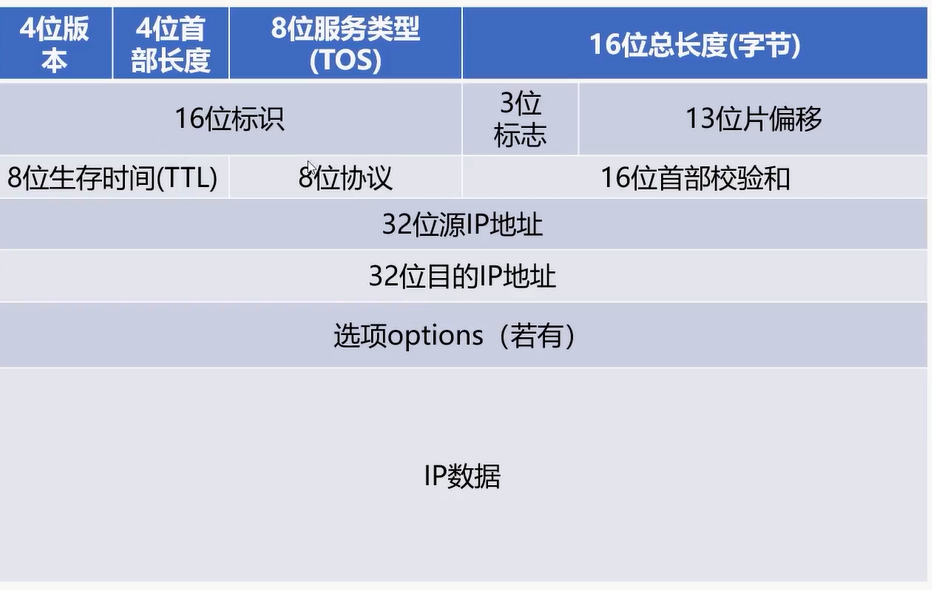 4位版
本
4位首
部长度
8位服务类型
(TOS)
16位总长度(字节)
16位标识
3位
标志
13位片偏移
8位生存时间(TTL)
8位协议
16位首部校验和
32位源IP地址
32位目的IP地址
选项options（若有）
IP数据